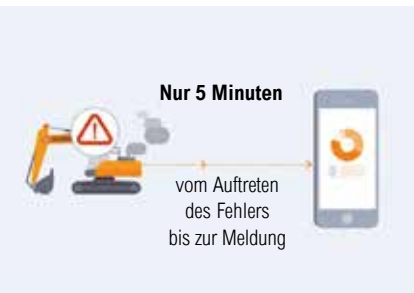 Nur 5 Minuten
vom Auftreten
des Fehlers
bis zur Meldung